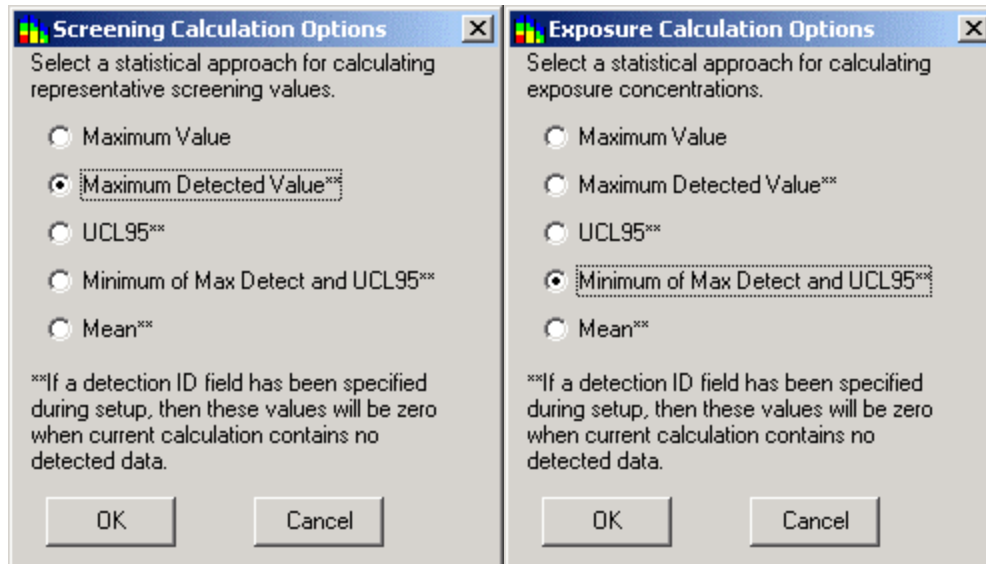 Screening Calculation Options
Select a statistical approach for calculating
representative screening values.
Maximum Value
Maximum Detected Value**
UCL95**
Minimum of Max Detect and UCL95**
Mean**
**If a detection ID field has been specified
during setup, then these values will be zero
when current calculation contains no
detected data.
OK
Cancel
Exposure Calculation Options
Select a statistical approach for calculating
exposure concentrations.
Maximum Value
Maximum Detected Value**
UCL95**
Minimum of Max Detect and UCL95**
Mean**
**If a detection ID field has been specified
during setup, then these values will be zero
when current calculation contains no
detected data.
OK
Cancel